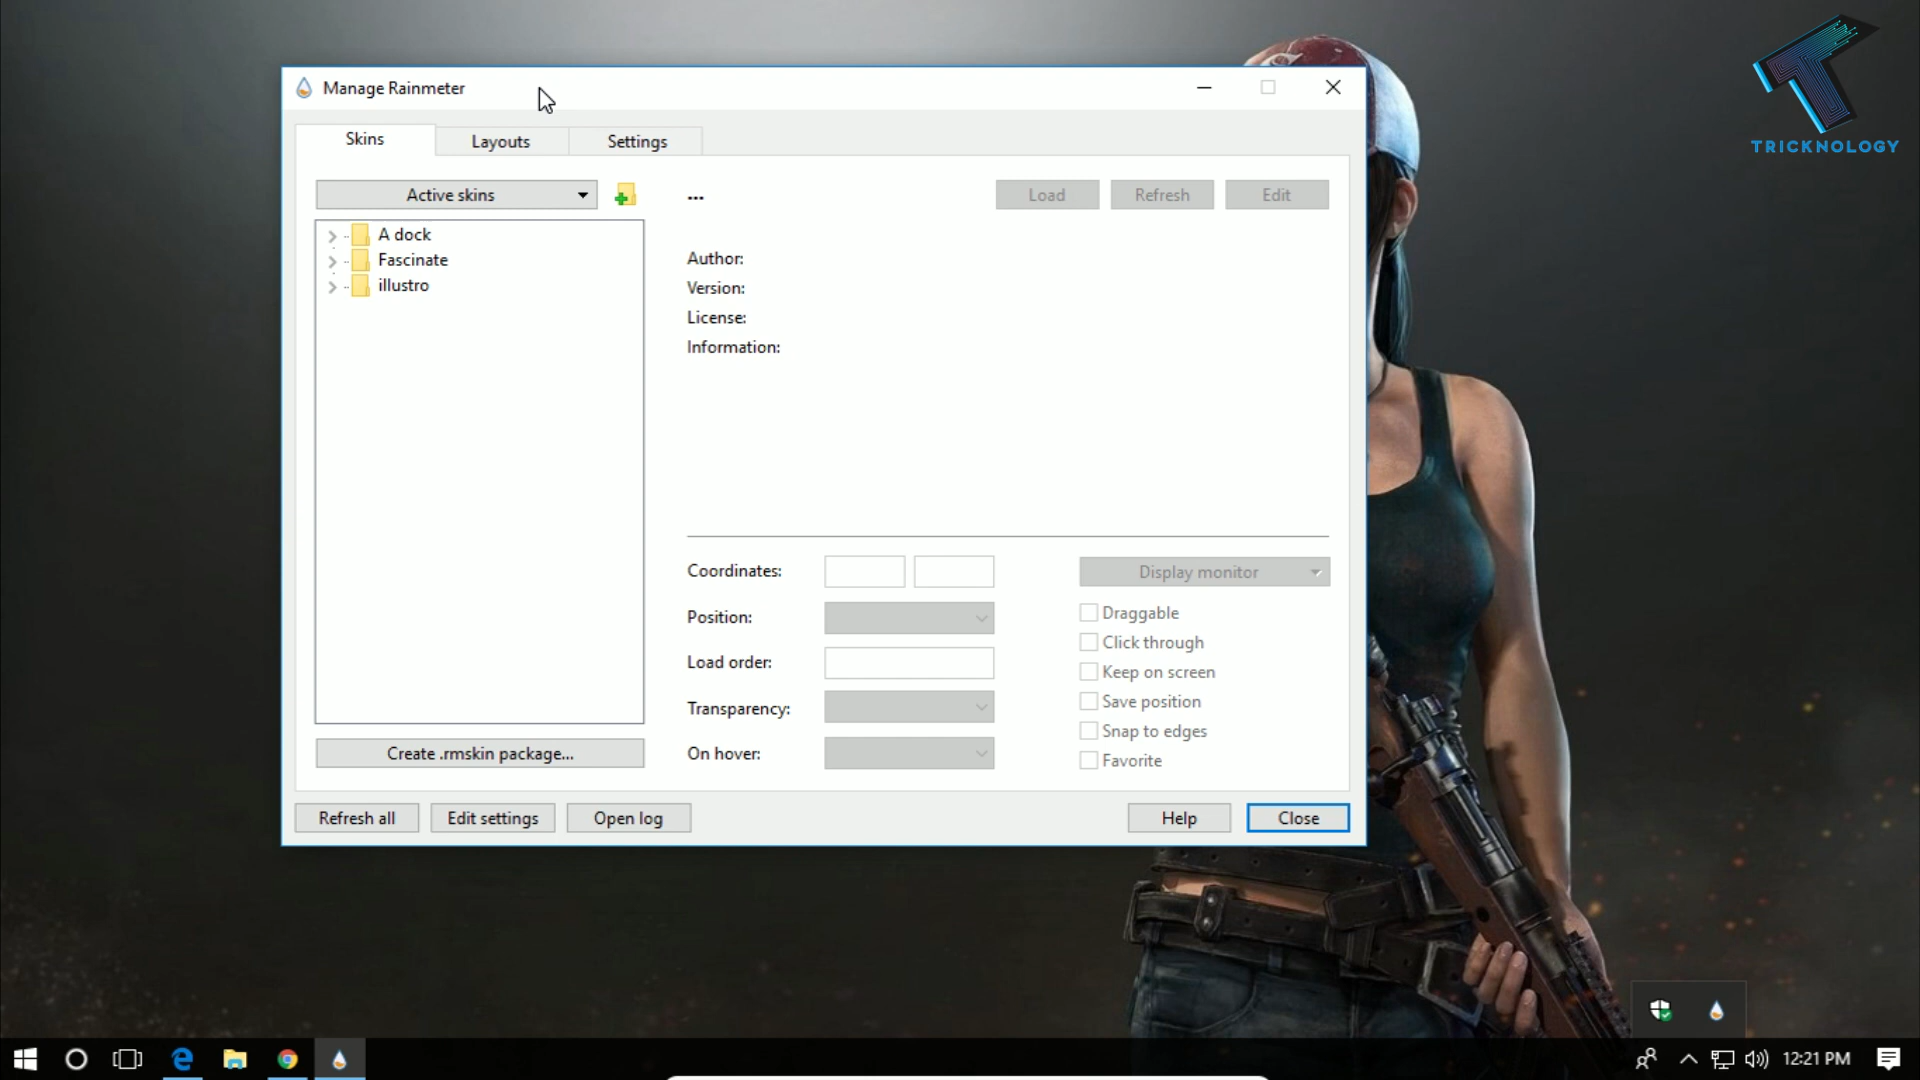 TRICKNOLOGY
Manage Rainmeter
Skins
Layouts
Settings
Active skins
...
Load
Refresh
Edit
A dock
Fascinate
illustro
Author:
Version:
License:
Information:
Coordinates:
Display monitor
Position:
Draggable
Click through
Load order:
Keep on screen
Transparency:
Save position
Snap to edges
On hover:
Favorite
Create .rmskin package...
Refresh all
Edit settings
Open log
Help
Close
12:21 PM